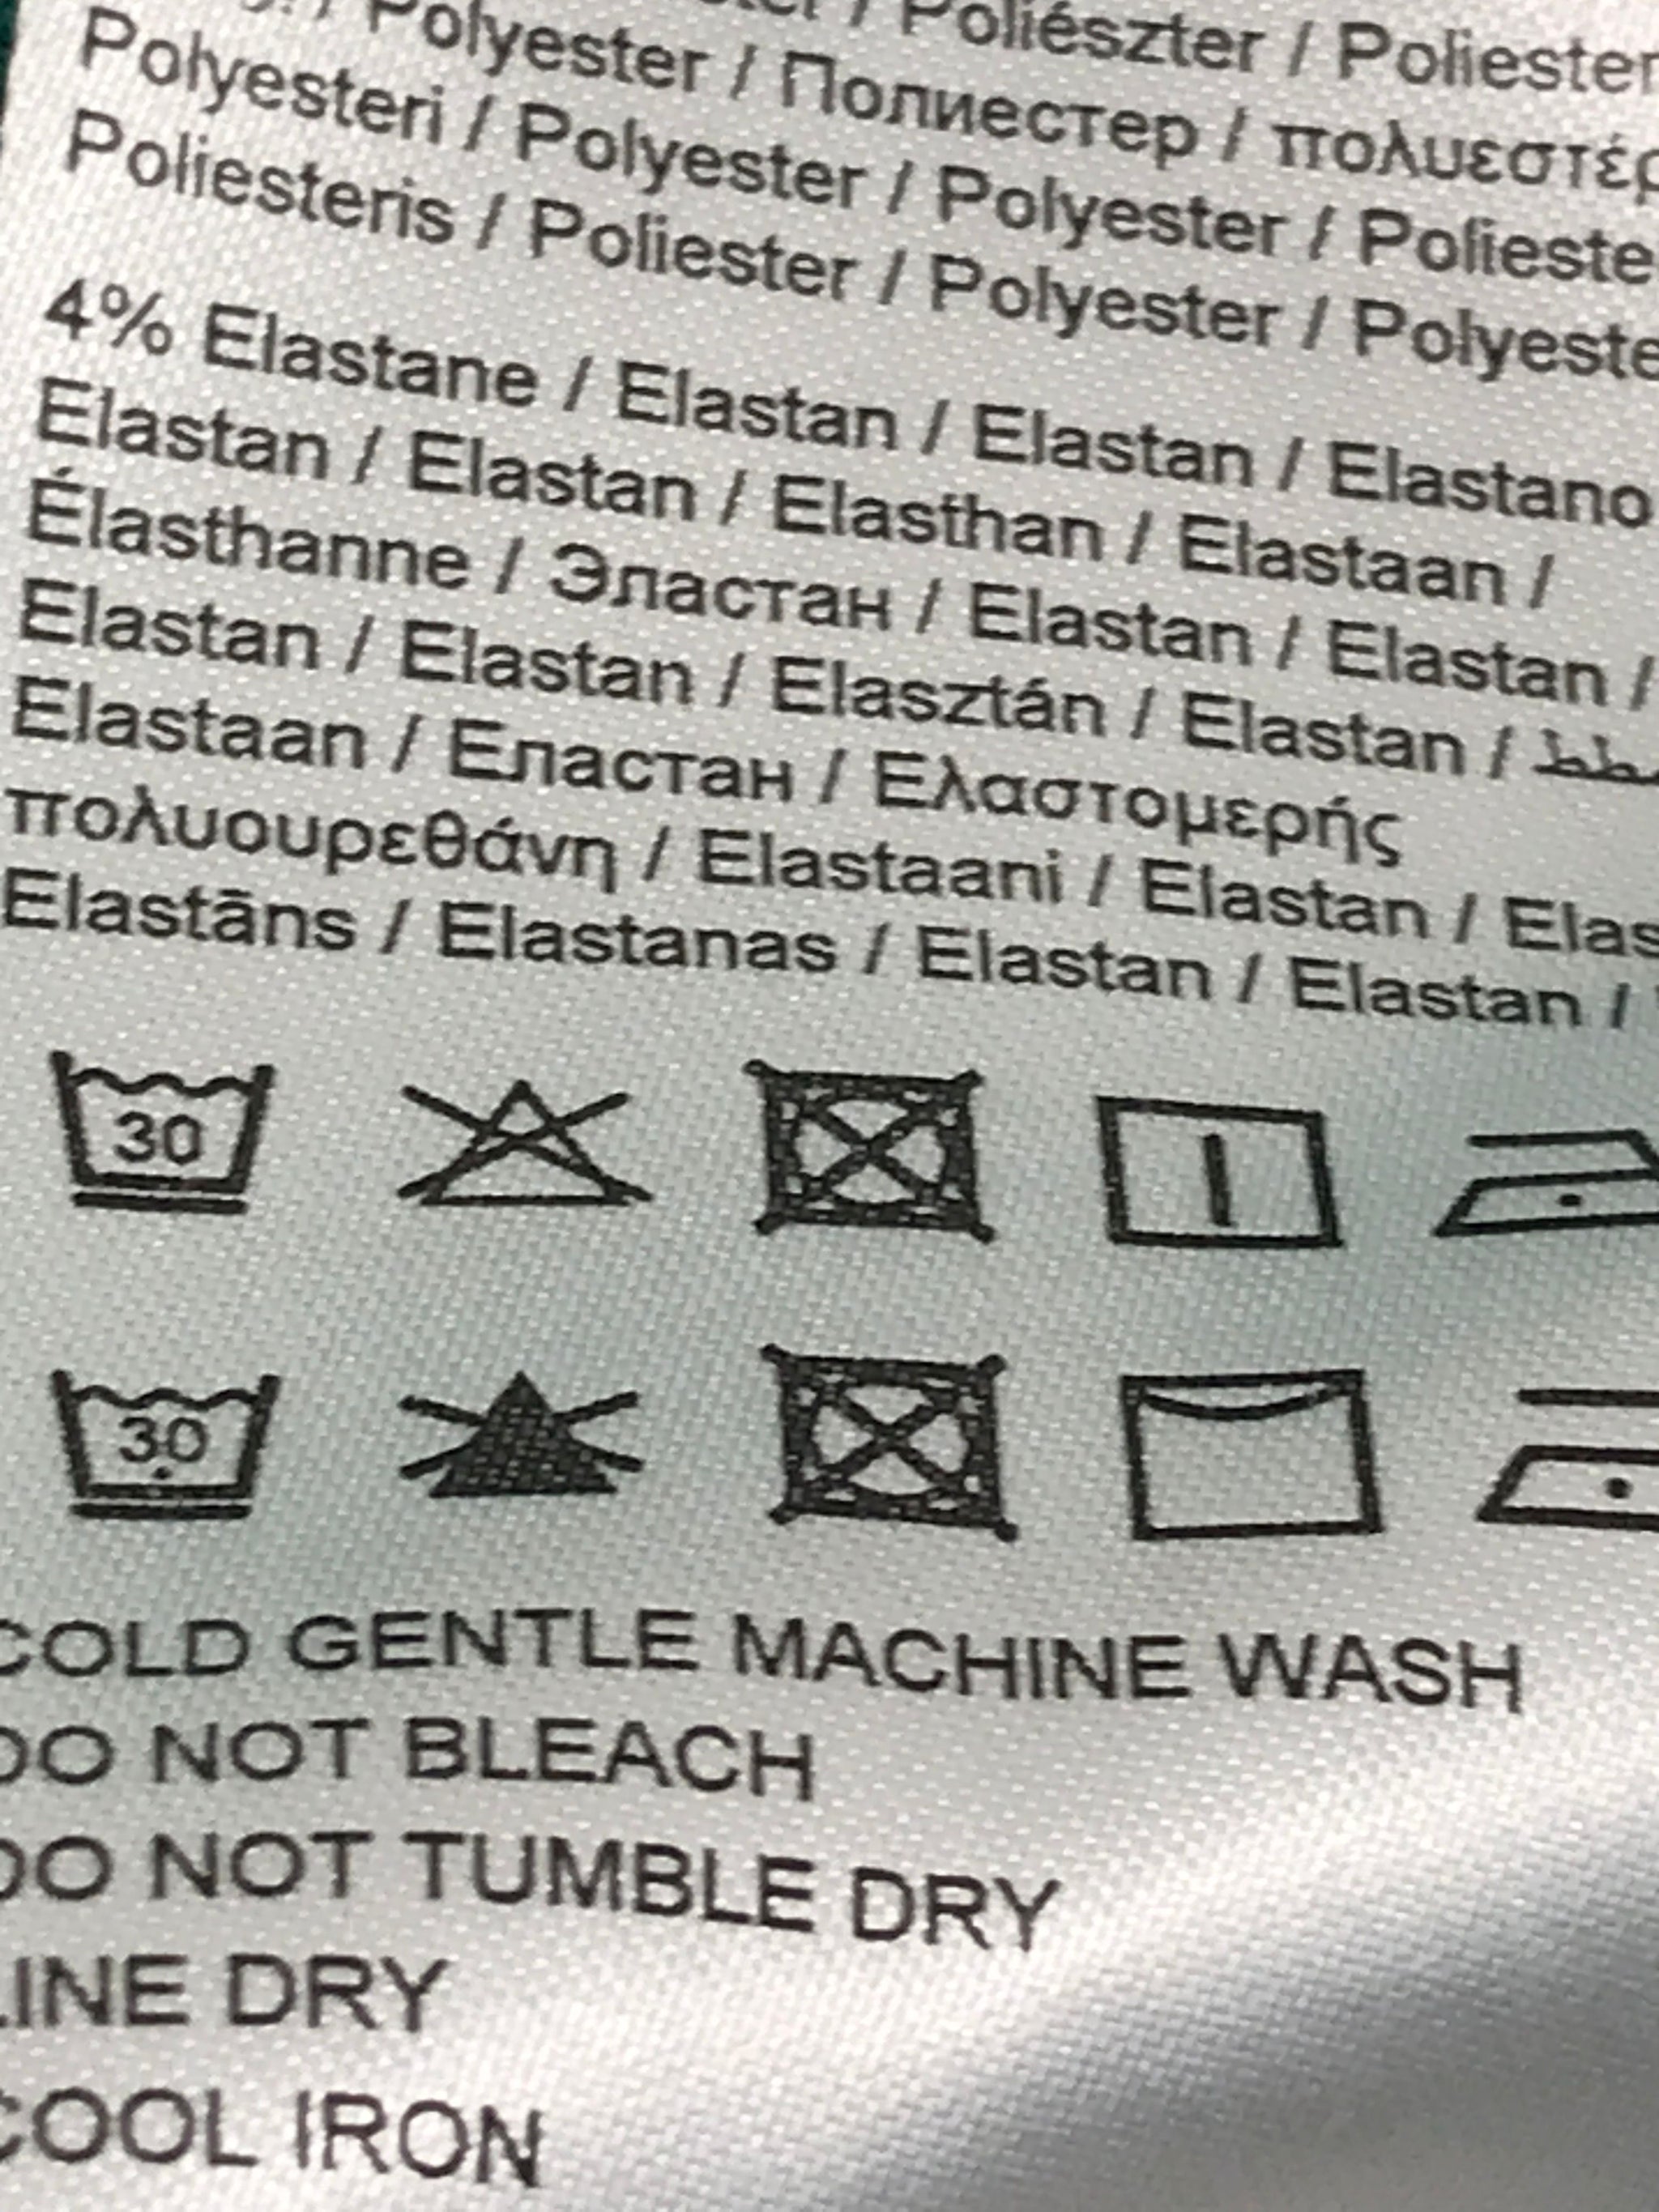 / Poliészter / Poliester
Polyester / Полиестер / πολυεστέρ
Polyesteri / Polyester / Polyester / Polieste
Poliesteris / Poliester / Polyester / Polyeste
4% Elastane / Elastan / Elastan / Elastano
Elastan / Elastan / Elasthan / Elastaan /
Élasthanne / Эластан / Elastan / Elastan /
Elastan / Elastan / Elasztán / Elastan /
Elastaan / Еластан / Ελαστομερής
πολυουρεθάνη / Elastaani / Elastan / Elas
Elastāns / Elastanas / Elastan / Elastan /
30
30
COLD GENTLE MACHINE WASH
DO NOT BLEACH
DO NOT TUMBLE DRY
LINE DRY
COOL IRON